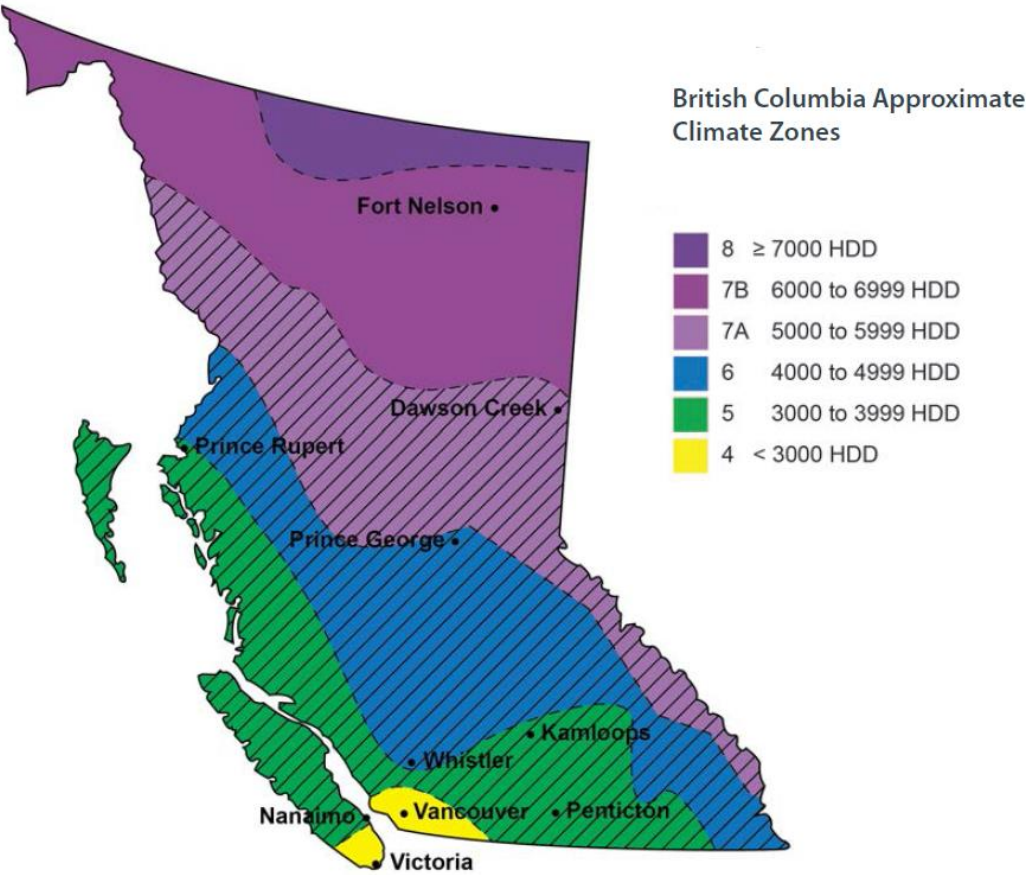 British Columbia Approximate
Climate Zones
Fort Nelson
8 ≥ 7000 HDD
7B 6000 to 6999 HDD
7A 5000 to 5999 HDD
6 4000 to 4999 HDD
5 3000 to 3999 HDD
4 < 3000 HDD
Dawson Creek
Prince Rupert
Prince George
Kamloops
Whistler
Nanaimo
Vancouver
Penticton
Victoria